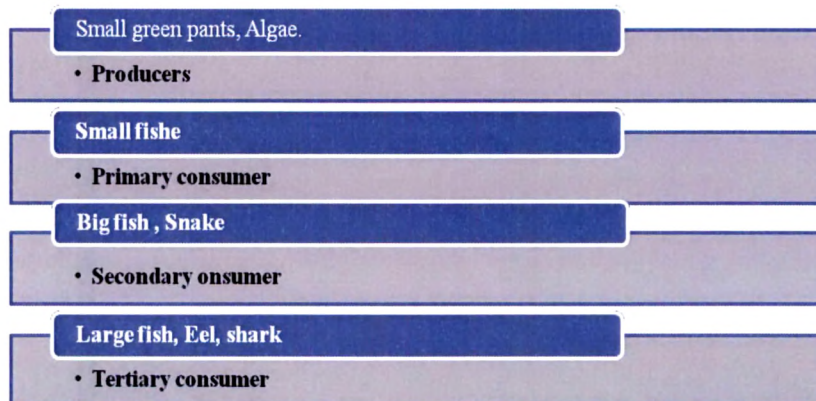 Small green pants, Algae.
• Producers
Small fishe
• Primary consumer
Big fish , Snake
• Secondary onsumer
Large fish, Eel, shark
• Tertiary consumer